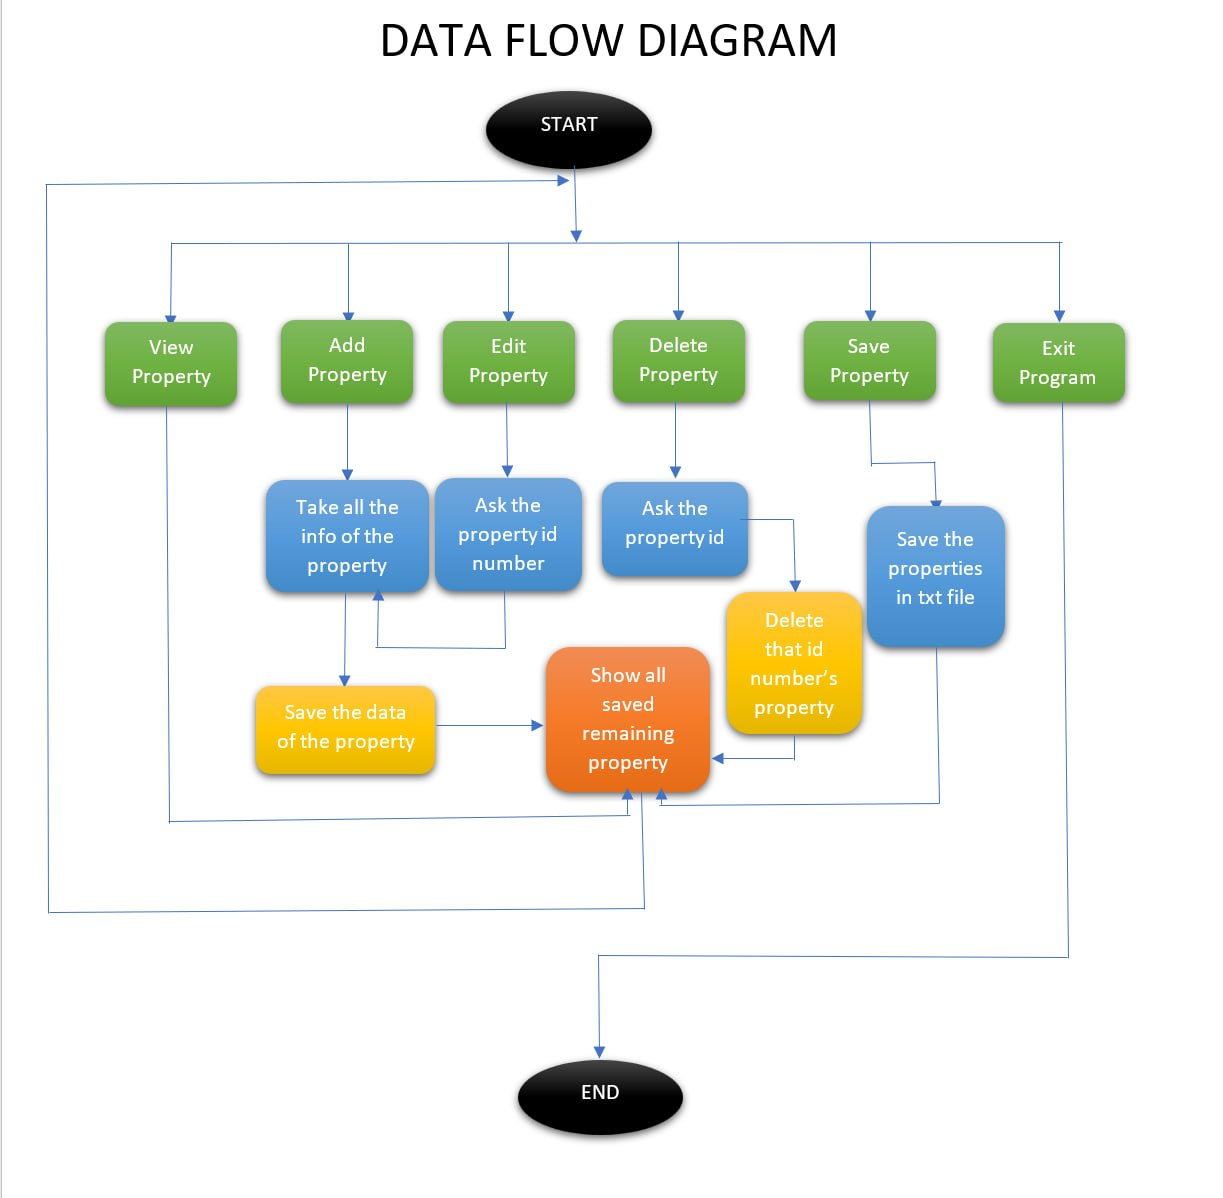 DATA FLOW DIAGRAM
START
View
Property
Add
Property
Edit
Property
Delete
Property
Save
Property
Exit
Program
Take all the
info of the
property
Ask the
property id
number
Ask the
property id
Save the
properties
in txt file
Delete
that id
number's
property
Show all
saved
remaining
property
Save the data
of the property
END